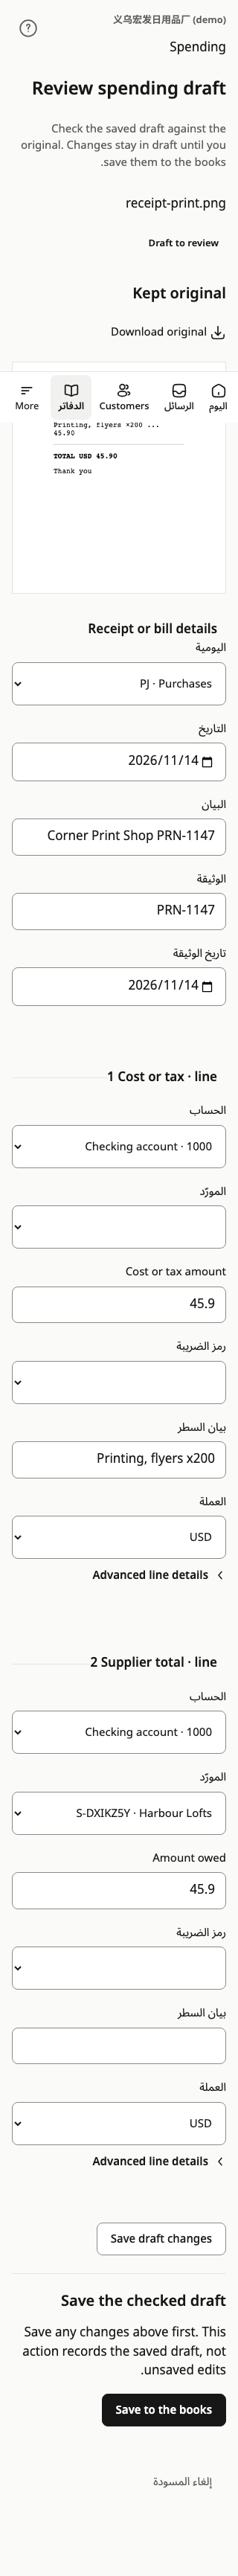 義乌宏发日用品厂 (demo)
Spending
Review spending draft
Check the saved draft against the
original. Changes stay in draft until you
save them to the books.
receipt-print.png
Draft to review
Kept original
Download original
اليوم
الرسائل
Customers
الدفاتر
More
Printing, flyers ×200 ...
45.90
TOTAL USD 45.90
Thank you
Receipt or bill details
اليومية
PJ · Purchases
التاريخ
2026/11/14
البيان
Corner Print Shop PRN-1147
الوثيقة
PRN-1147
تاريخ الوثيقة
2026/11/14
1 Cost or tax · line
الحساب
Checking account · 1000
المورّد
Cost or tax amount
45.9
رمز الضريبة
بيان السطر
Printing, flyers x200
العملة
USD
Advanced line details
2 Supplier total · line
الحساب
Checking account · 1000
المورّد
S-DXIKZ5Y · Harbour Lofts
Amount owed
45.9
رمز الضريبة
بيان السطر
العملة
USD
Advanced line details
Save draft changes
Save the checked draft
Save any changes above first. This
action records the saved draft, not
unsaved edits.
Save to the books
إلغاء المسودة